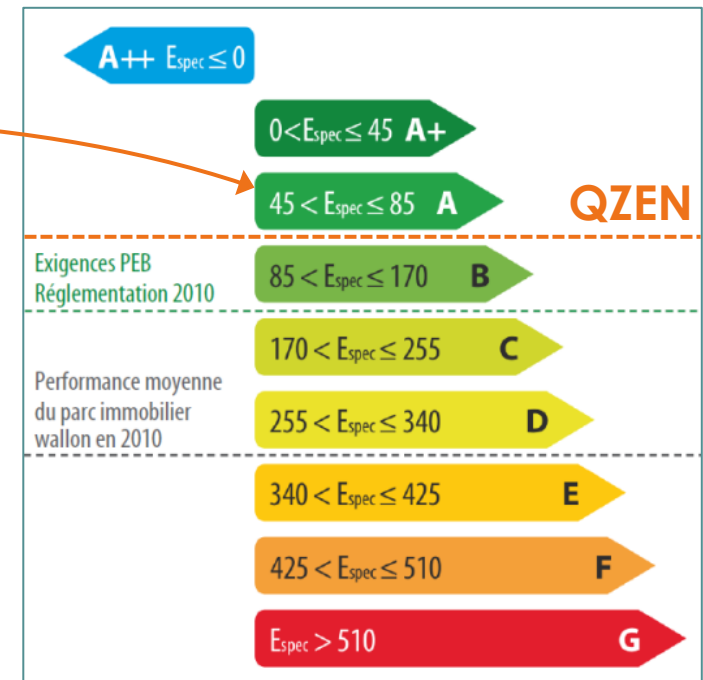 A++ Espec ≤ 0
0<Espec ≤ 45 A+
45 < Espec ≤ 85 A
QZEN
Exigences PEB
Réglementation 2010
85 < Espec ≤ 170 B
170 < Espec ≤ 255 C
Performance moyenne
du parc immobilier
wallon en 2010
255 < Espec ≤ 340 D
340 < Espec ≤ 425 E
425 < Espec ≤ 510 F
Espec > 510 G